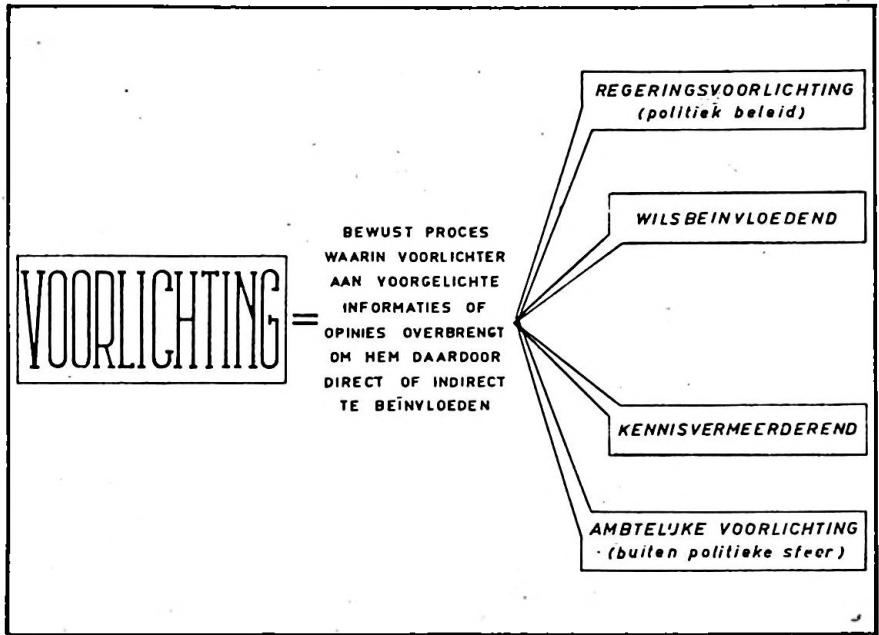 VOORLICHTING
=
BEWUST PROCES
WAARIN VOORLICHTER
AAN VOORGELICHTE
INFORMATIES OF
OPINIES OVERBRENGT
OM HEM DAARDOOR
DIRECT OF INDIRECT
TE BEÏNVLOEDEN
REGERINGSVOORLICHTING
(politiek beleid)
WILSBEINVLOEDEND
KENNISVERMEERDEREND
AMBTELIJKE VOORLICHTING
(buiten politieke sfeer)